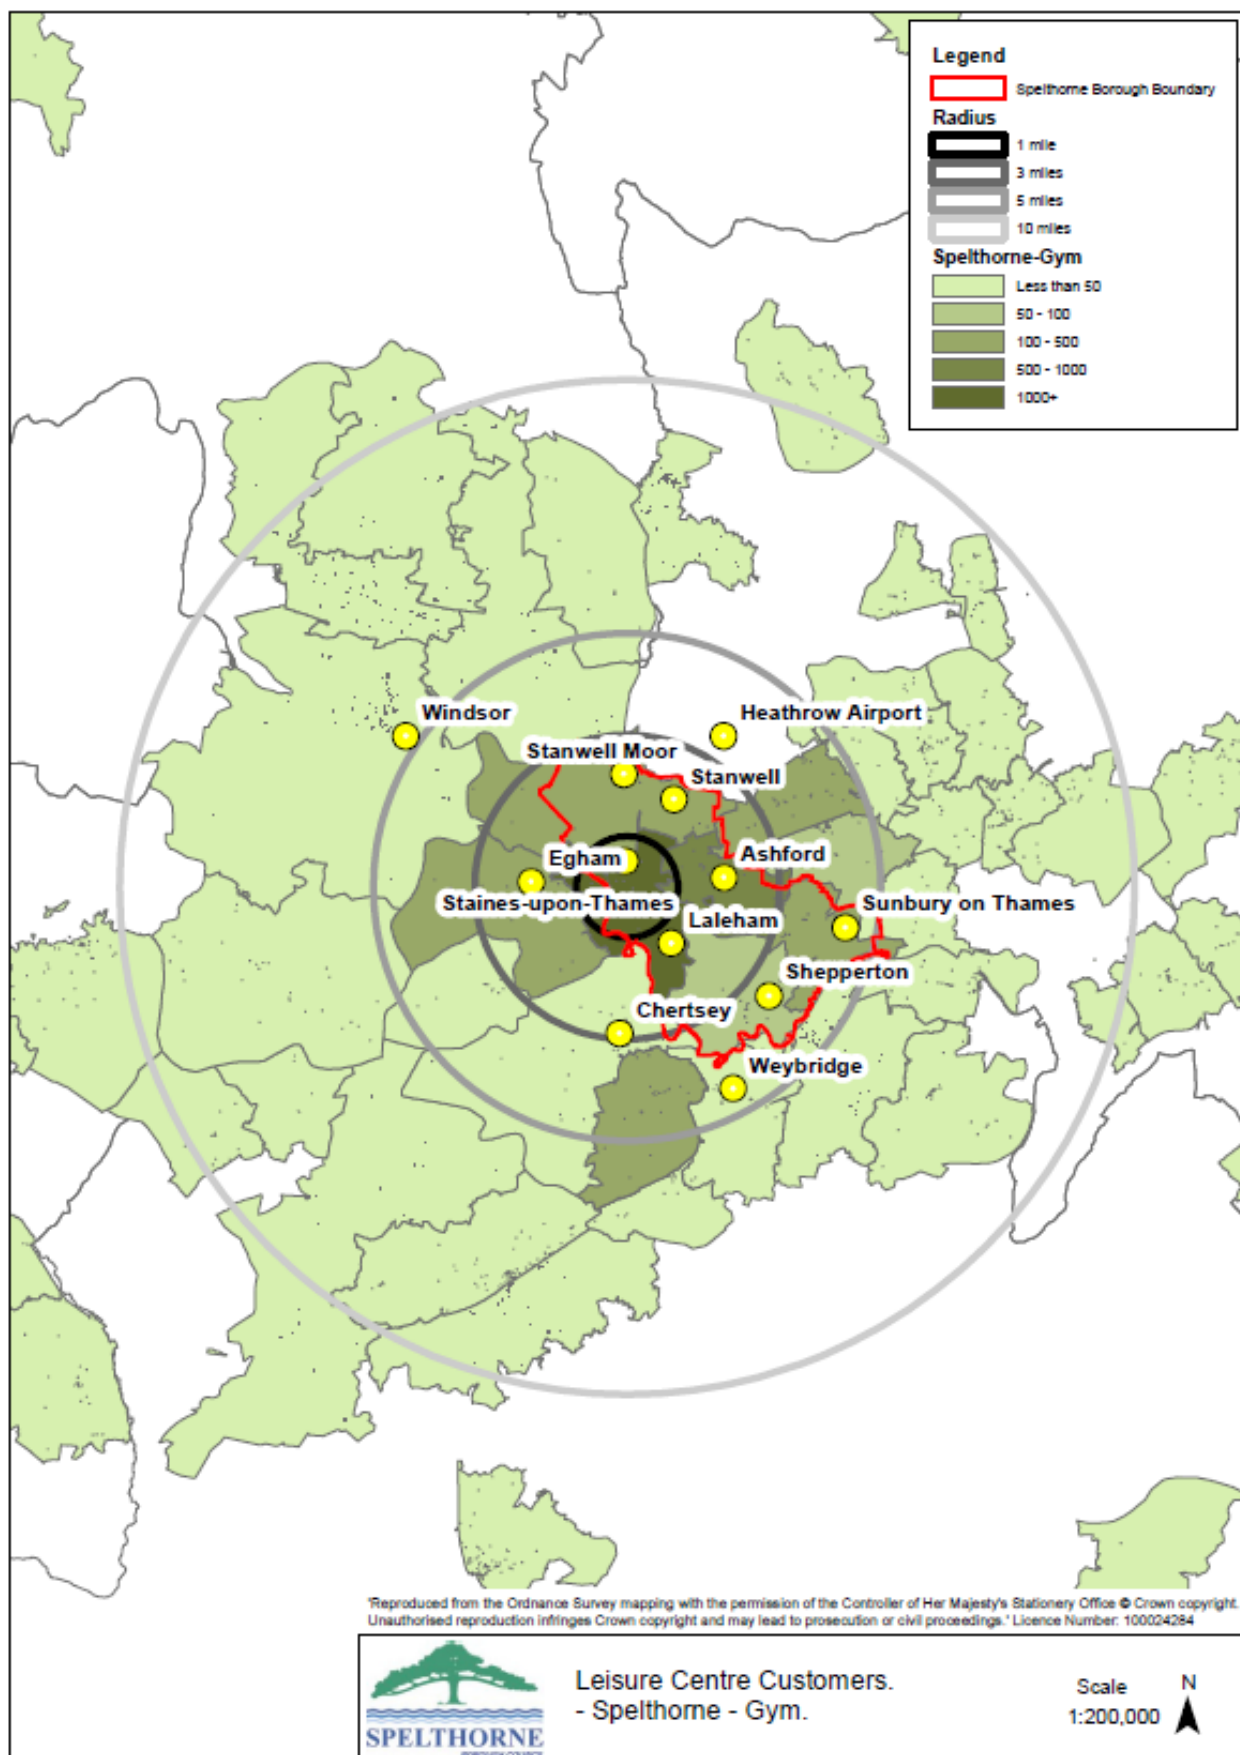 Legend
Spelthorne Borough Boundary
Radius
1 mile
3 miles
5 miles
10 miles
Spelthorne-Gym
Less than 50
50 - 100
100 - 500
500 - 1000
1000+
Windsor
Heathrow Airport
Stanwell Moor
Stanwell
Egham
Ashford
Staines-upon-Thames
Sunbury on Thames
Laleham
Shepperton
Chertsey
Weybridge
'Reproduced from the Ordnance Survey mapping with the permission of the Controller of Her Majesty's Stationery Office © Crown copyright.
Unauthorised reproduction infringes Crown copyright and may lead to prosecution or civil proceedings.' Licence Number: 100024284
SPELTHORNE
BOROUGH COUNCIL
Leisure Centre Customers.
- Spelthorne - Gym.
Scale
1:200,000
N